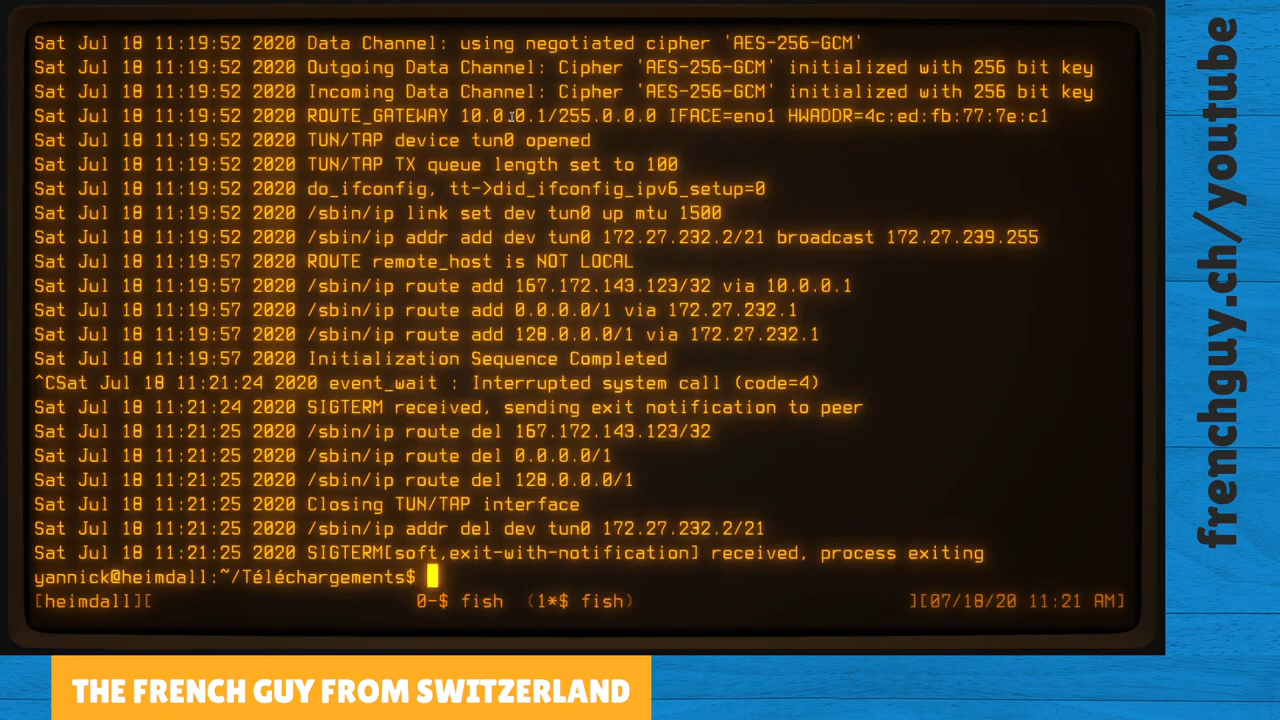 Sat Jul 18 11:19:52 2020 Data Channel: using negotiated cipher 'AES-256-GCM'
Sat Jul 18 11:19:52 2020 Outgoing Data Channel: Cipher 'AES-256-GCM' initialized with 256 bit key
Sat Jul 18 11:19:52 2020 Incoming Data Channel: Cipher 'AES-256-GCM' initialized with 256 bit key
Sat Jul 18 11:19:52 2020 ROUTE_GATEWAY 10.0.0.1/255.0.0.0 IFACE=eno1 HWADDR=4c:ed:fb:77:7e:c1
Sat Jul 18 11:19:52 2020 TUN/TAP device tun0 opened
Sat Jul 18 11:19:52 2020 TUN/TAP TX queue length set to 100
Sat Jul 18 11:19:52 2020 do_ifconfig, tt->did_ifconfig_ipv6_setup=0
Sat Jul 18 11:19:52 2020 /sbin/ip link set dev tun0 up mtu 1500
Sat Jul 18 11:19:52 2020 /sbin/ip addr add dev tun0 172.27.232.2/21 broadcast 172.27.239.255
Sat Jul 18 11:19:57 2020 ROUTE remote_host is NOT LOCAL
Sat Jul 18 11:19:57 2020 /sbin/ip route add 167.172.143.123/32 via 10.0.0.1
Sat Jul 18 11:19:57 2020 /sbin/ip route add 0.0.0.0/1 via 172.27.232.1
Sat Jul 18 11:19:57 2020 /sbin/ip route add 128.0.0.0/1 via 172.27.232.1
Sat Jul 18 11:19:57 2020 Initialization Sequence Completed
^CSat Jul 18 11:21:24 2020 event_wait : Interrupted system call (code=4)
Sat Jul 18 11:21:24 2020 SIGTERM received, sending exit notification to peer
Sat Jul 18 11:21:25 2020 /sbin/ip route del 167.172.143.123/32
Sat Jul 18 11:21:25 2020 /sbin/ip route del 0.0.0.0/1
Sat Jul 18 11:21:25 2020 /sbin/ip route del 128.0.0.0/1
Sat Jul 18 11:21:25 2020 Closing TUN/TAP interface
Sat Jul 18 11:21:25 2020 /sbin/ip addr del dev tun0 172.27.232.2/21
Sat Jul 18 11:21:25 2020 SIGTERM[soft,exit-with-notification] received, process exiting
yannick@heimdall:~/Téléchargements$
[heimdall][ 0-$ fish (1*$ fish) ][07/18/20 11:21 AM]
frenchguy.ch/youtube
THE FRENCH GUY FROM SWITZERLAND